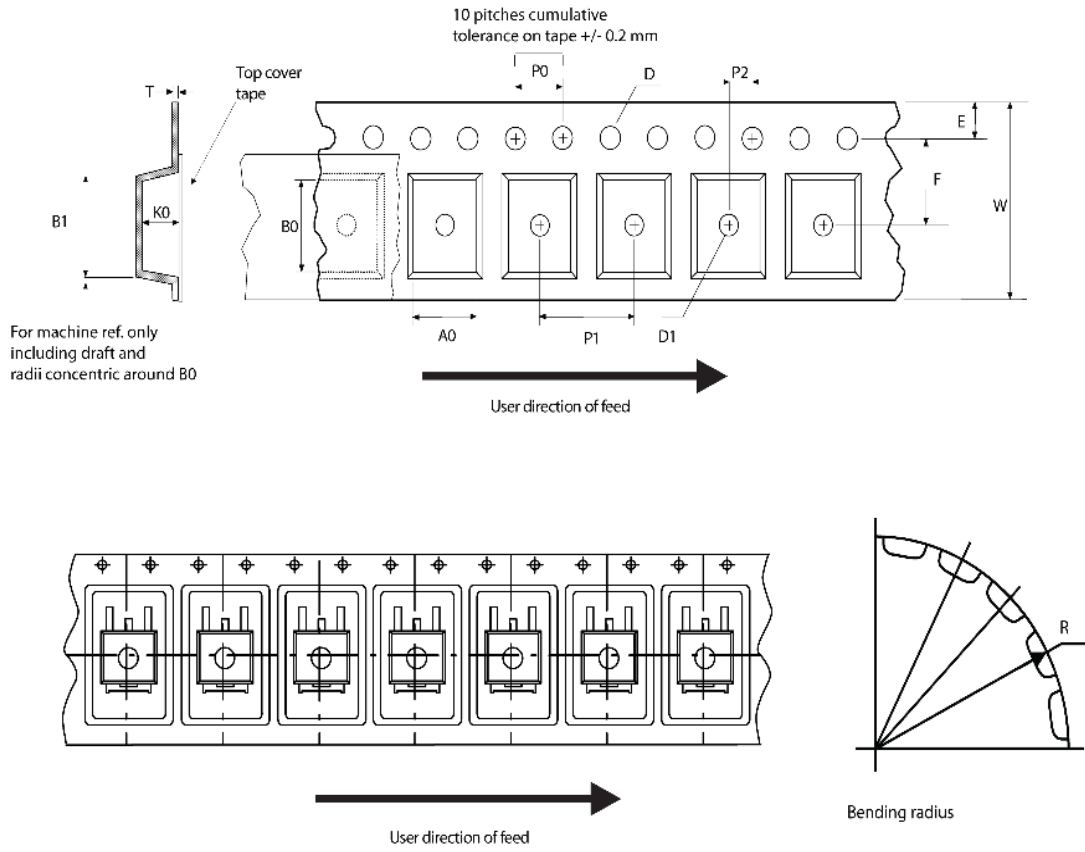 10 pitches cumulative
tolerance on tape +/- 0.2 mm
P0
D
P2
T
Top cover
tape
E
F
W
B1
K0
B0
A0
P1
D1
For machine ref. only
including draft and
radii concentric around B0
User direction of feed
R
Bending radius
User direction of feed